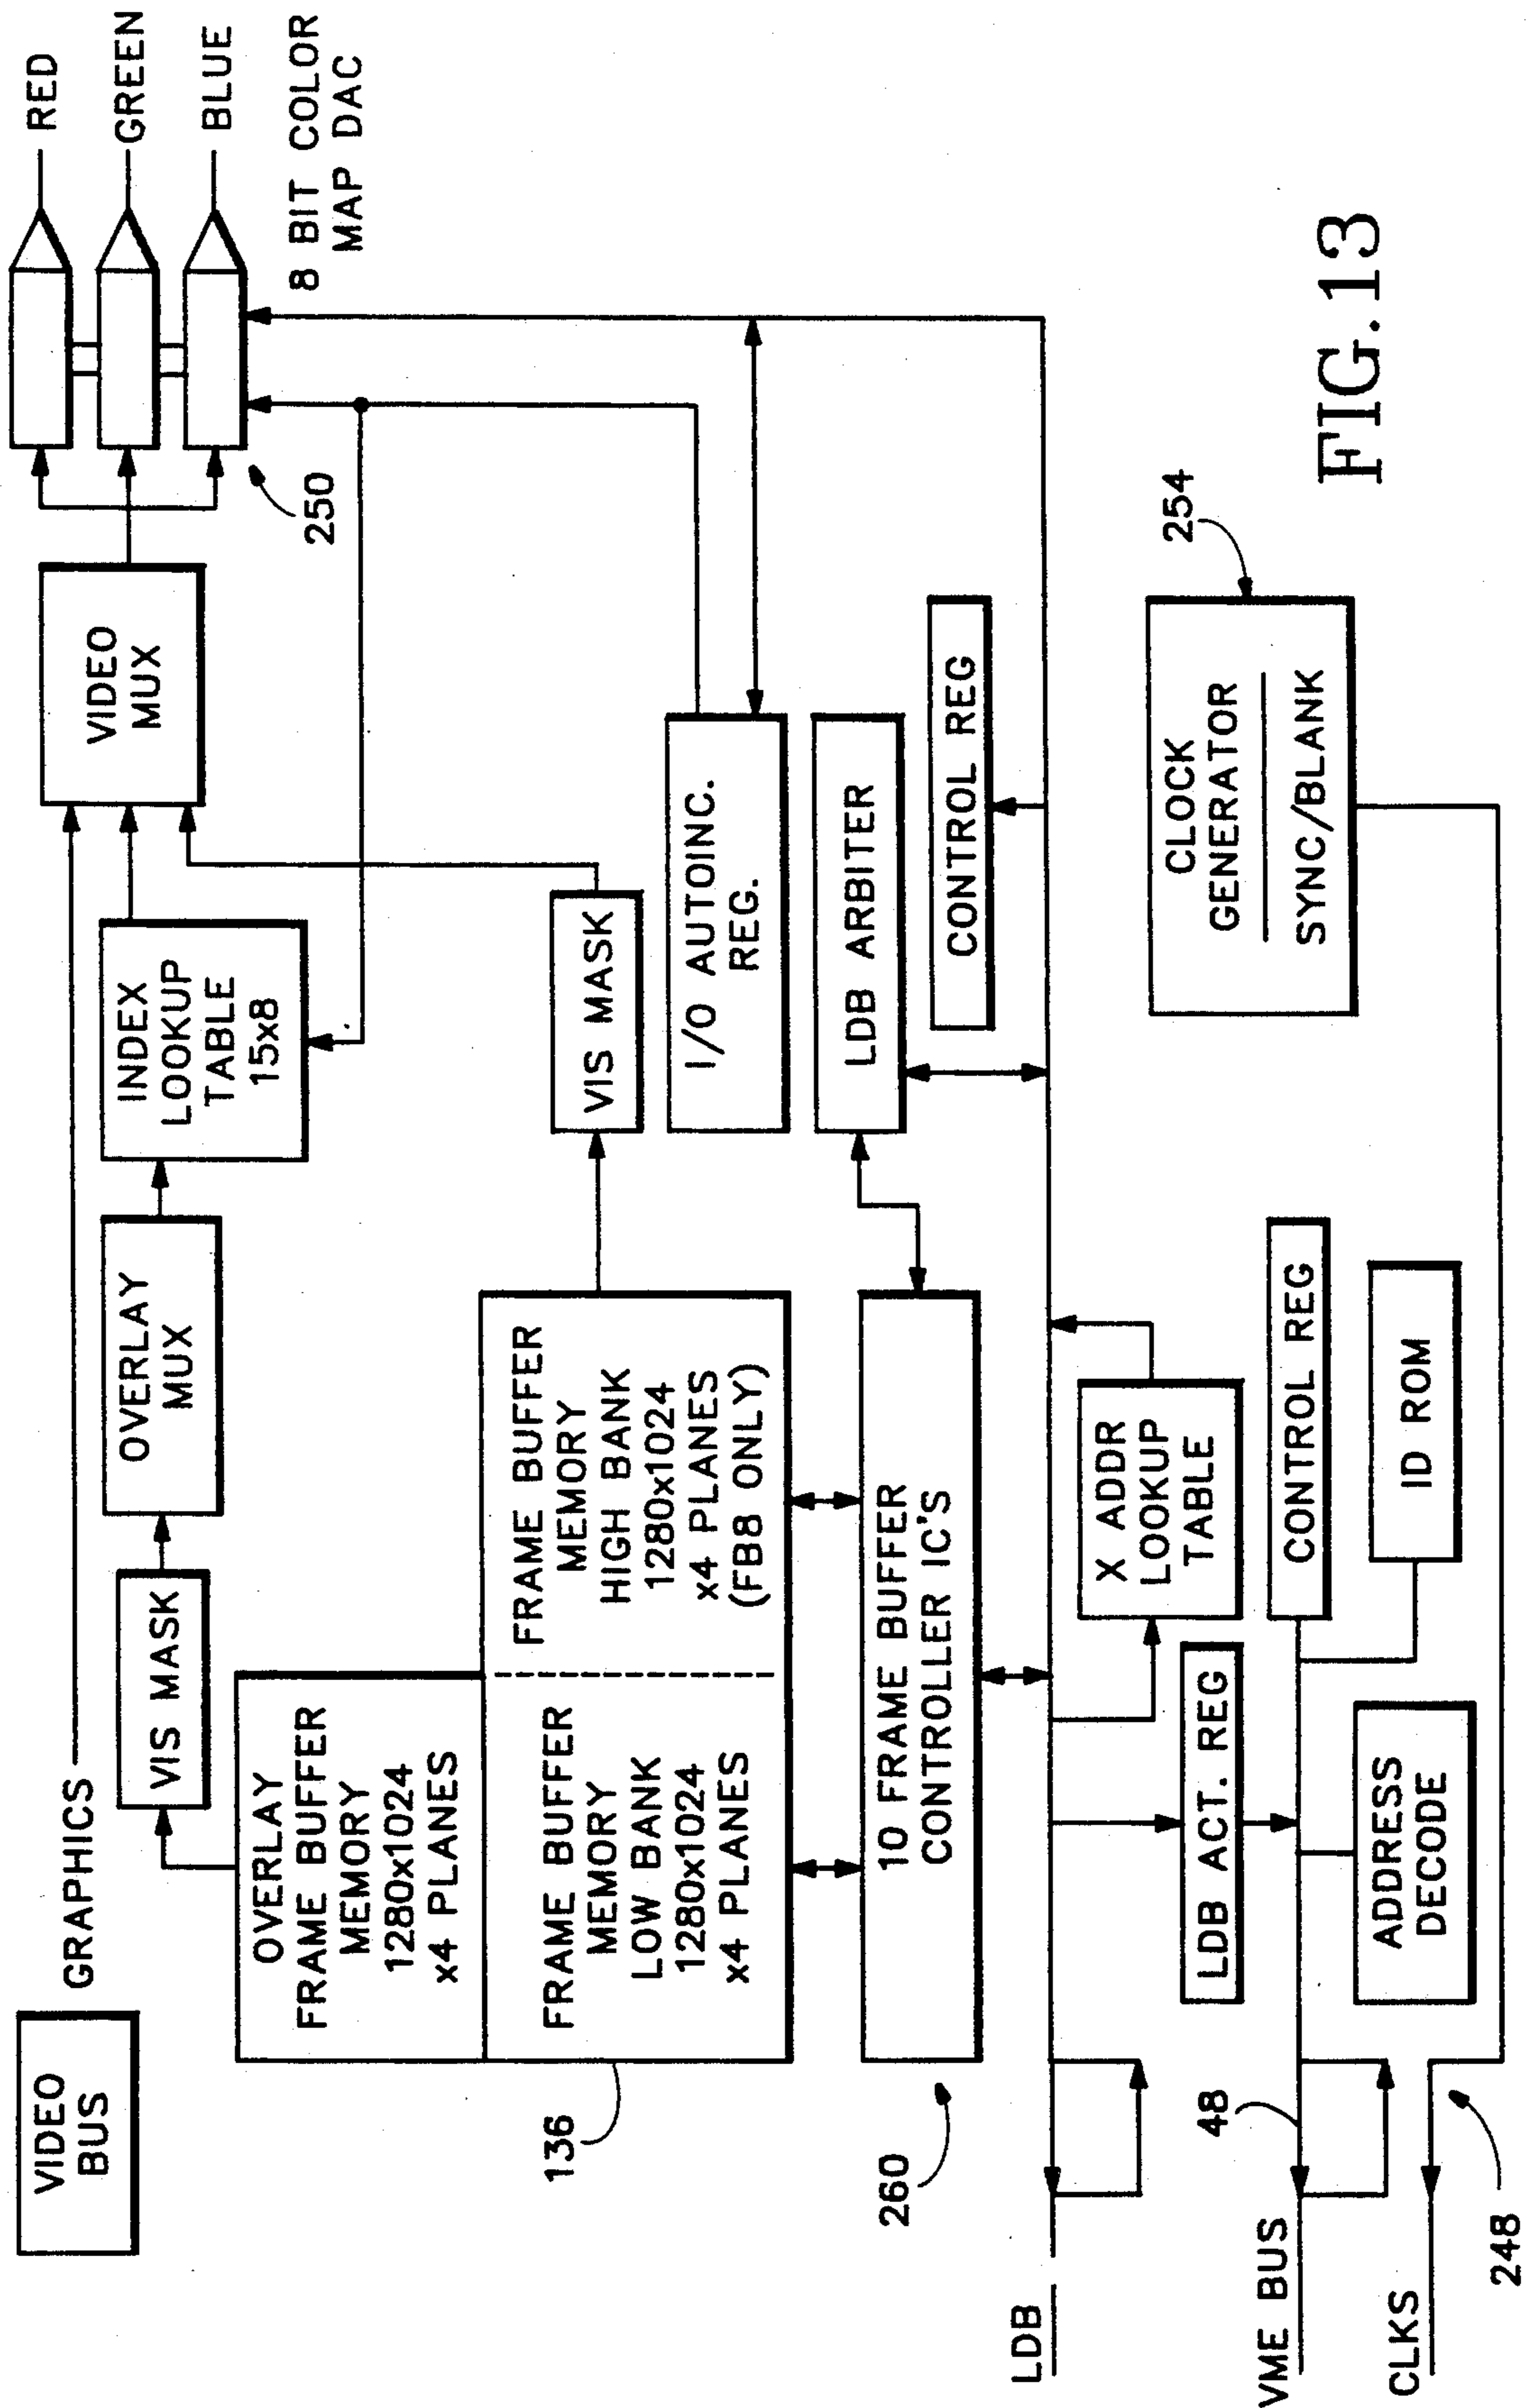 VIDEO
BUS
GRAPHICS
VIS MASK
OVERLAY
MUX
INDEX
LOOKUP
TABLE
15x8
VIDEO
MUX
RED
GREEN
BLUE
8 BIT COLOR
MAP DAC
250
OVERLAY
FRAME BUFFER
MEMORY
1280x1024
x4 PLANES
FRAME BUFFER
MEMORY
LOW BANK
1280x1024
x4 PLANES
136
FRAME BUFFER
MEMORY
HIGH BANK
1280x1024
x4 PLANES
(FB8 ONLY)
VIS MASK
I/O AUTOINC.
REG.
LDB ARBITER
CONTROL REG
10 FRAME BUFFER
CONTROLLER IC'S
260
LDB
X ADDR
LOOKUP
TABLE
LDB ACT. REG
CONTROL REG
ID ROM
ADDRESS
DECODE
48
VME BUS
CLKS
248
CLOCK
GENERATOR
SYNC/BLANK
254
FIG.13